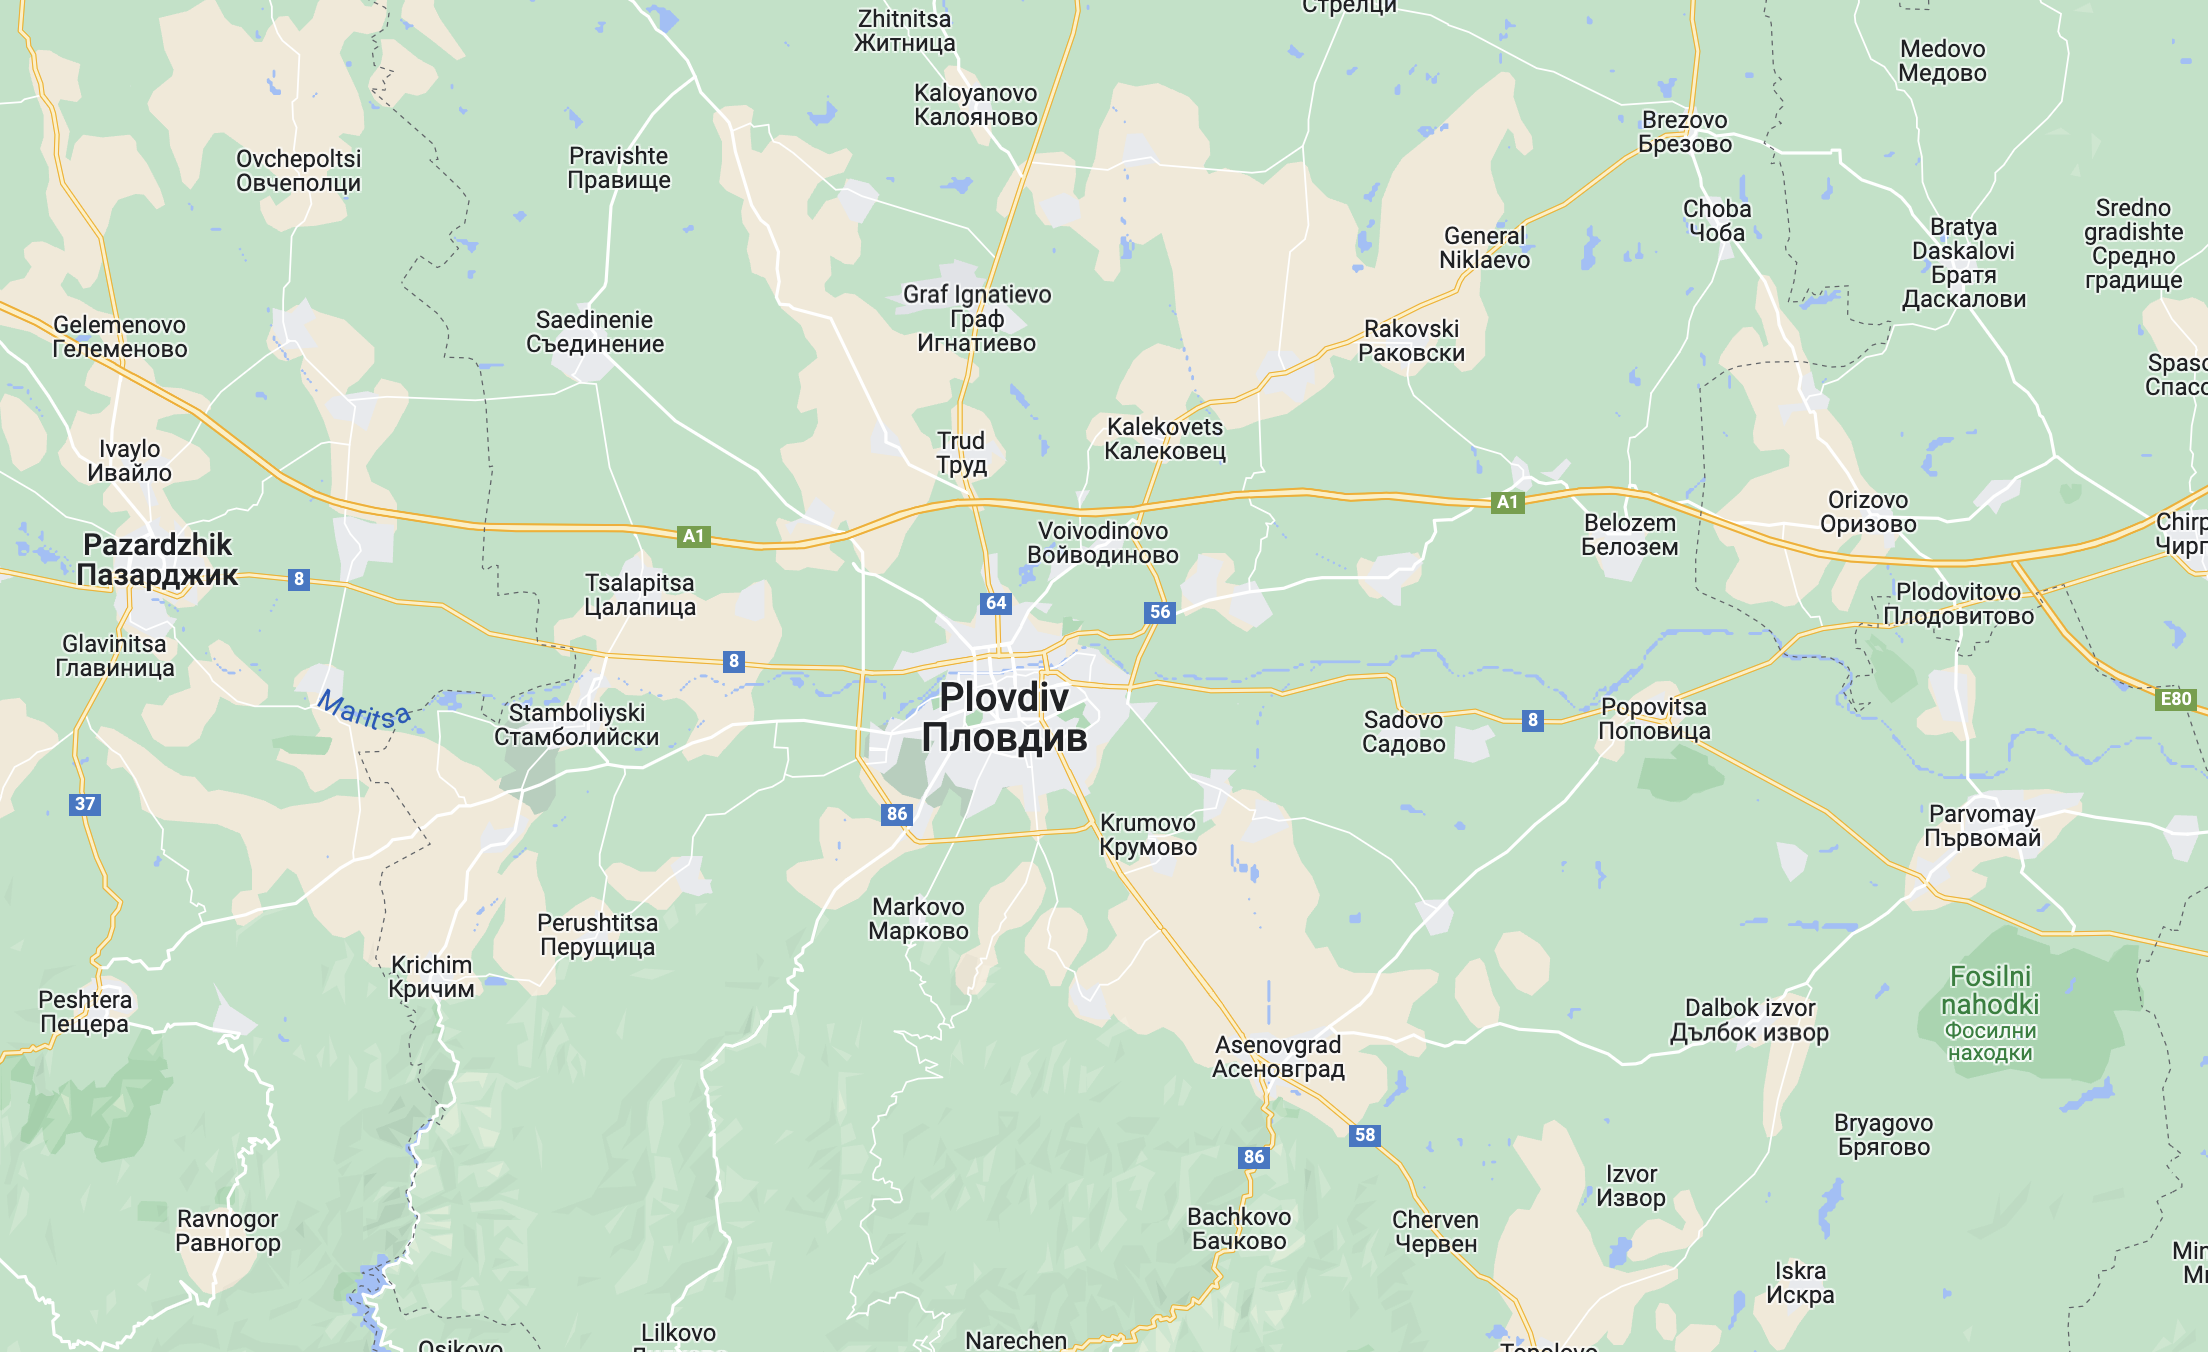 Стрелци
Zhitnitsa
Житница
Medovo
Медово
Kaloyanovo
Калояново
Brezovo
Брезово
Ovchepoltsi
Овчеполци
Pravishte
Правище
Choba
Чоба
Sredno
gradishte
Средно
градище
Bratya
Daskalovi
Братя
Даскалови
General
Niklaevo
Graf Ignatievo
Граф
Игнатиево
Gelemenovo
Гелеменово
Saedinenie
Съединение
Rakovski
Раковски
Spaso
Спасо
Ivaylo
Ивайло
Trud
Труд
Kalekovets
Калековец
A1
A1
Orizovo
Оризово
Chirp
Чирп
Belozem
Белозем
Voivodinovo
Войводиново
Pazardzhik
Пазарджик
8
Tsalapitsa
Цалапица
64
56
Plodovitovo
Плодовитово
Glavinitsa
Главиница
8
Maritsa
Plovdiv
Пловдив
E80
Stamboliyski
Стамболийски
Sadovo
Садово
8
Popovitsa
Поповица
37
86
Krumovo
Крумово
Parvomay
Първомай
Markovo
Марково
Perushtitsa
Перущица
Krichim
Кричим
Peshtera
Пещера
Fosilni
nahodki
Фосилни
находки
Dalbok izvor
Дълбок извор
Asenovgrad
Асеновград
58
86
Bryagovo
Брягово
Izvor
Извор
Ravnogor
Равногор
Bachkovo
Бачково
Cherven
Червен
Iskra
Искра
Min
Lilkovo
Narechen
Osikovo
Topolovo